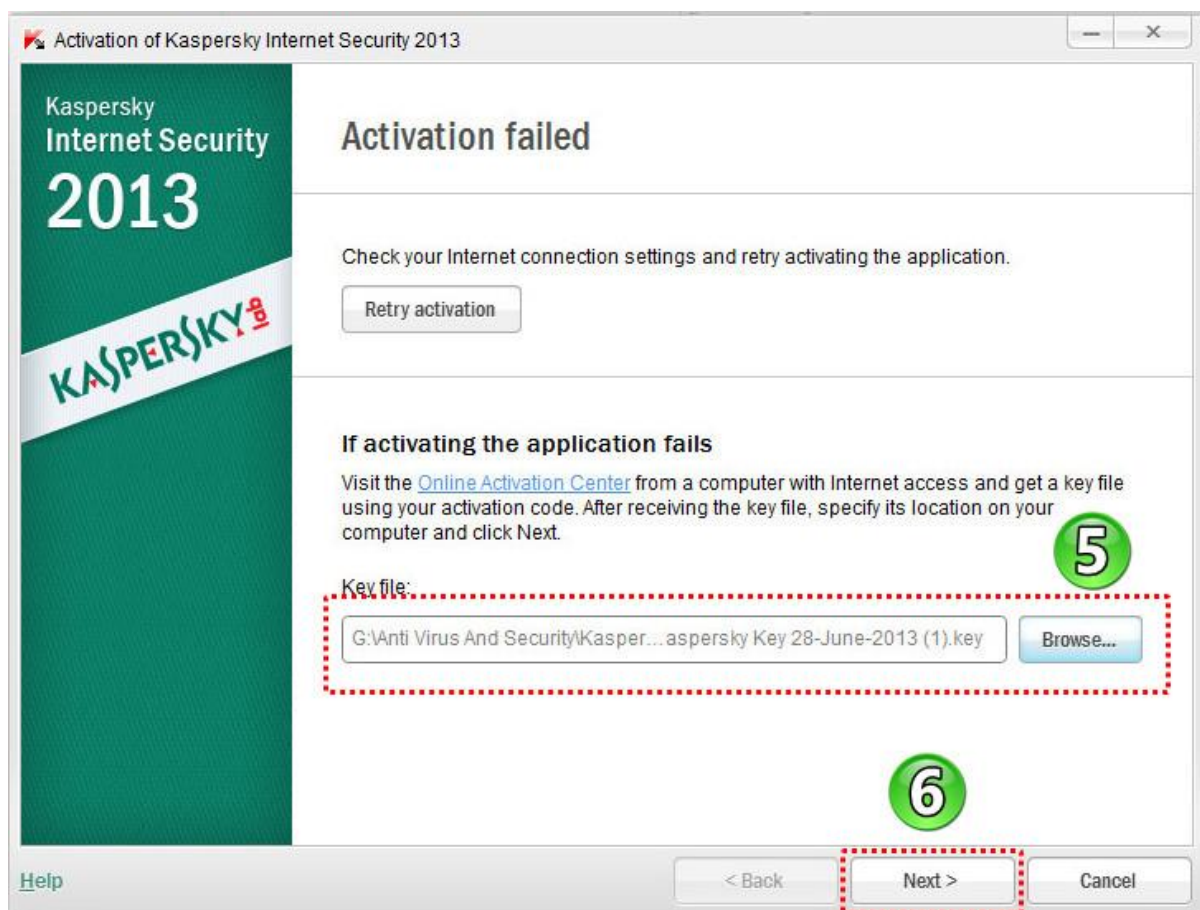 Activation of Kaspersky Internet Security 2013
Kaspersky
Internet Security
2013
KASPERSKY lab
Activation failed
Check your Internet connection settings and retry activating the application.
Retry activation
If activating the application fails
Visit the Online Activation Center from a computer with Internet access and get a key file
using your activation code. After receiving the key file, specify its location on your
computer and click Next.
5
Key file:
G:\Anti Virus And Security\Kasper... aspersky Key 28-June-2013 (1).key
Browse...
6
Help
< Back
Next >
Cancel